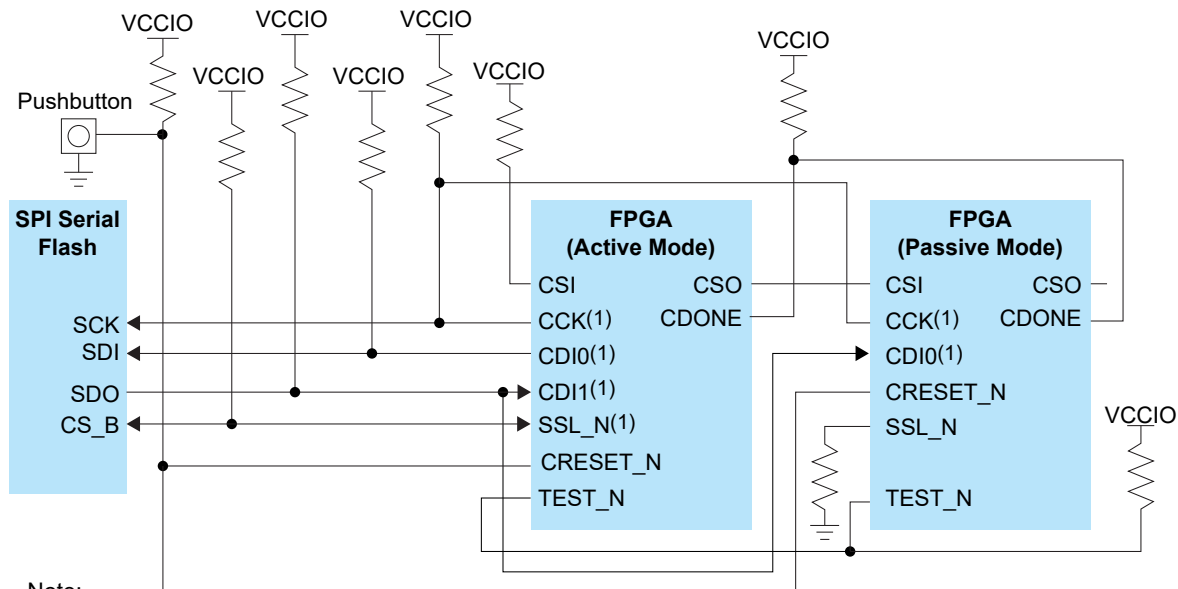 VCCIO
VCCIO
VCCIO
VCCIO
VCCIO
VCCIO
VCCIO
Pushbutton
SPI Serial
Flash
SCK
SDI
SDO
CS_B
FPGA
(Active Mode)
CSI
CCK(1)
CDI0(1)
CDI1(1)
SSL_N(1)
CRESET_N
TEST_N
CSO
CDONE
FPGA
(Passive Mode)
CSI
CCK(1)
CDI0(1)
CRESET_N
SSL_N
TEST_N
CSO
CDONE
VCCIO
Note: